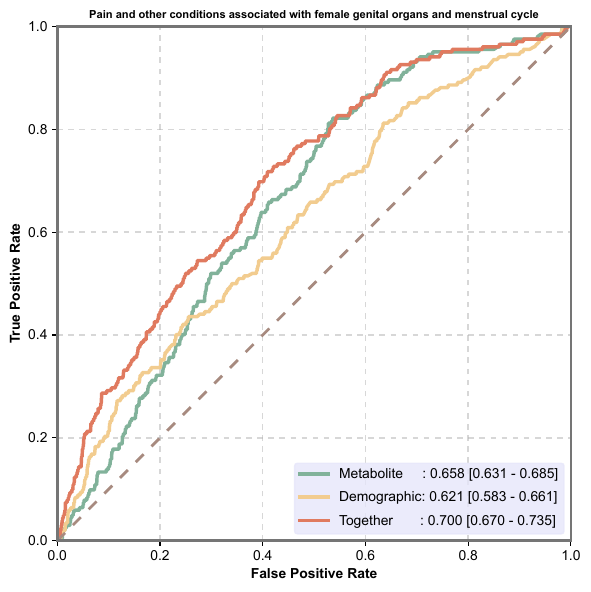 Pain and other conditions associated with female genital organs and menstrual cycle
True Positive Rate
1.0
0.8
0.6
0.4
0.2
0.0
Metabolite : 0.658 [0.631 - 0.685]
Demographic: 0.621 [0.583 - 0.661]
Together : 0.700 [0.670 - 0.735]
0.0 0.2 0.4 0.6 0.8 1.0
False Positive Rate